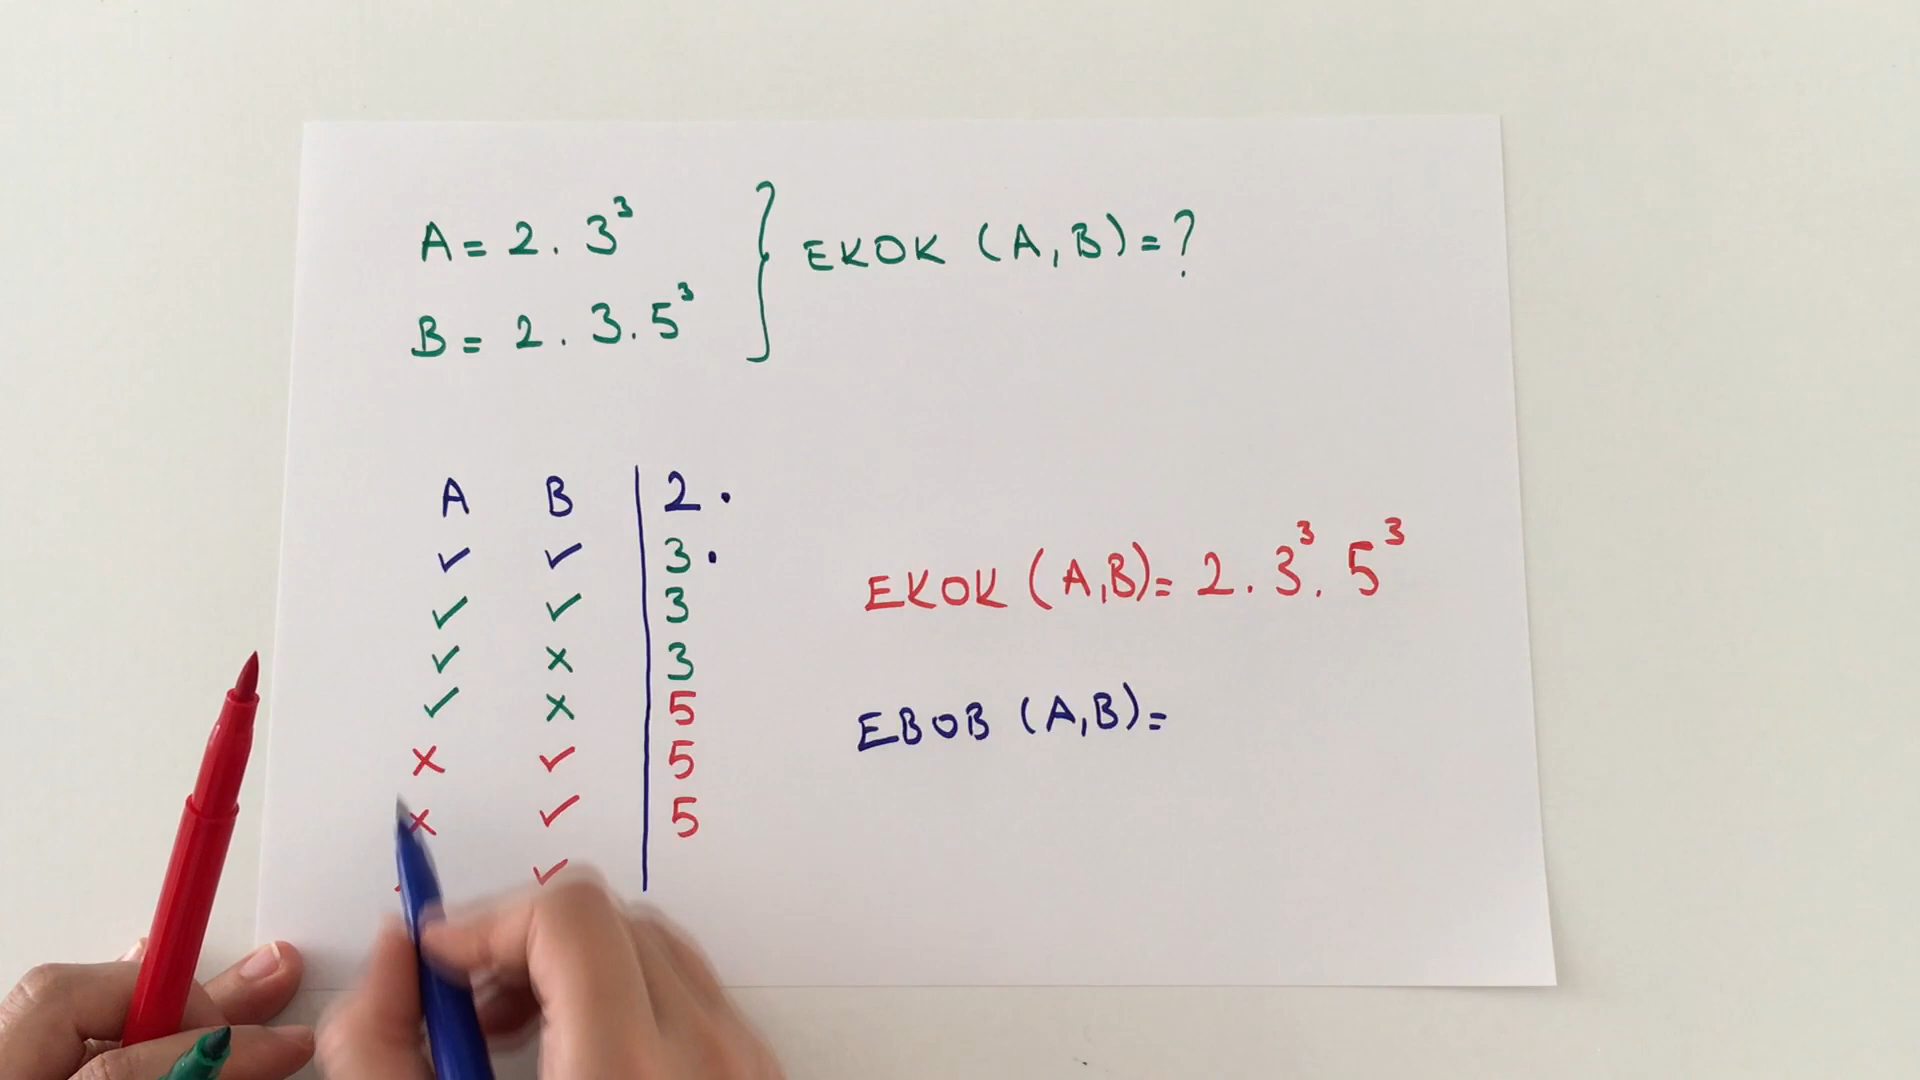 A = 2 . 3³
B = 2 . 3 . 5³
EKOK (A,B) = ?
A B 2 .
✓ ✓ 3 .
✓ ✓ 3
✓ x 3
✓ x 5
x ✓ 5
x ✓ 5
✓
EKOK (A,B) = 2 . 3³ . 5³
EBOB (A,B) =